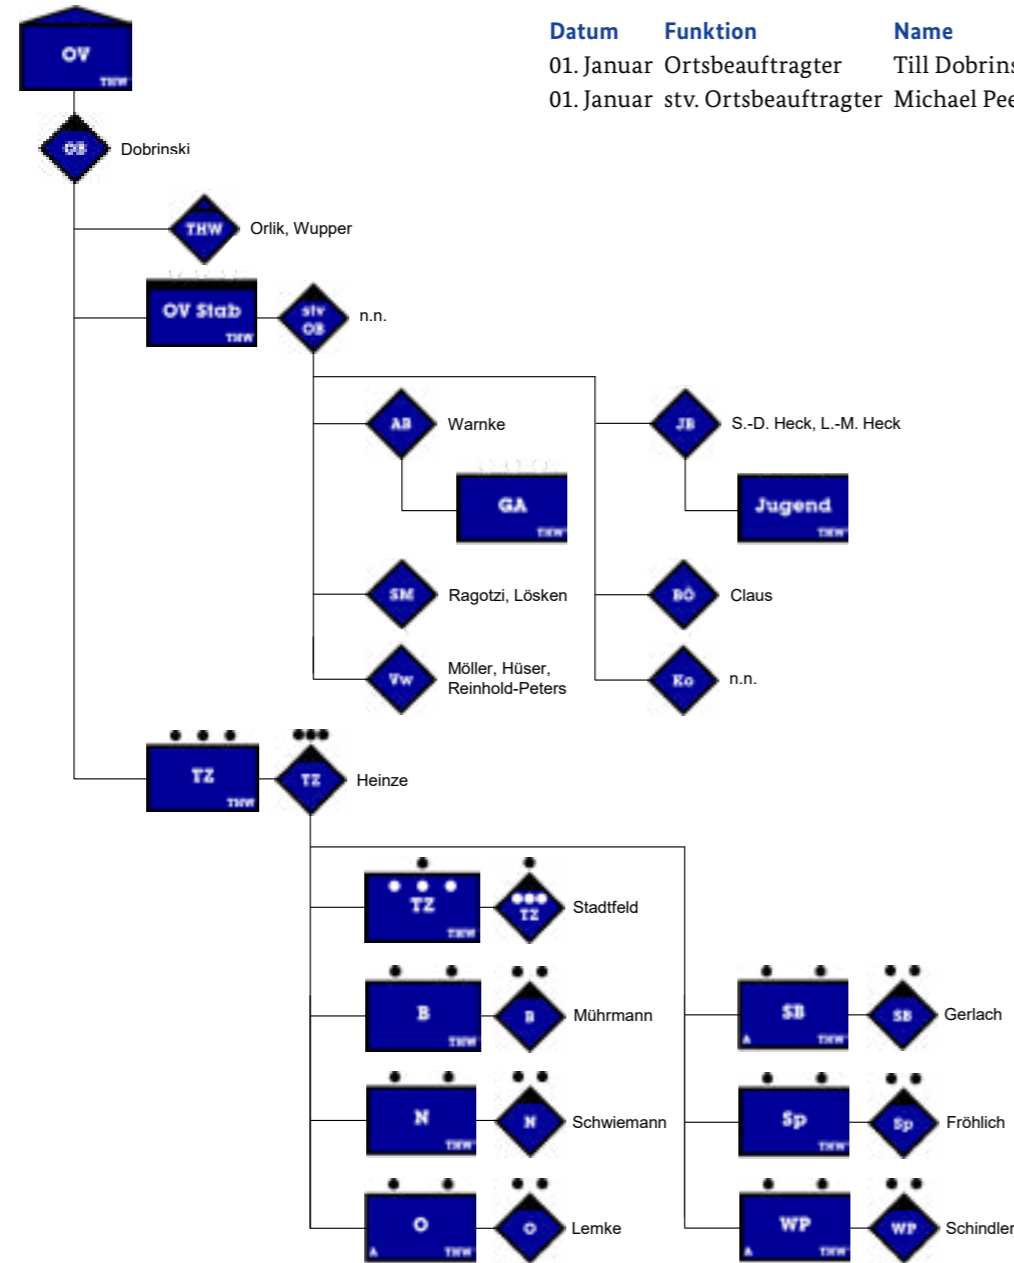 Datum Funktion Name
01. Januar Ortsbeauftragter Till Dobrins
01. Januar stv. Ortsbeauftragter Michael Pee
OV
THW
OB Dobrinski
THW Orlik, Wupper
OV Stab
THW
stv
OB
n.n.
AB Warnke
JB S.-D. Heck, L.-M. Heck
GA
THW
Jugend
THW
SM Ragotzi, Lösken
BÖ Claus
Vw Möller, Hüser,
Reinhold-Peters
Ko n.n.
TZ
THW
TZ Heinze
TZ
THW
TZ Stadtfeld
B
THW
B Mührmann
SB
A THW
SB Gerlach
N
THW
N Schwiemann
Sp
THW
Sp Fröhlich
O
A THW
O Lemke
WP
A THW
WP Schindler